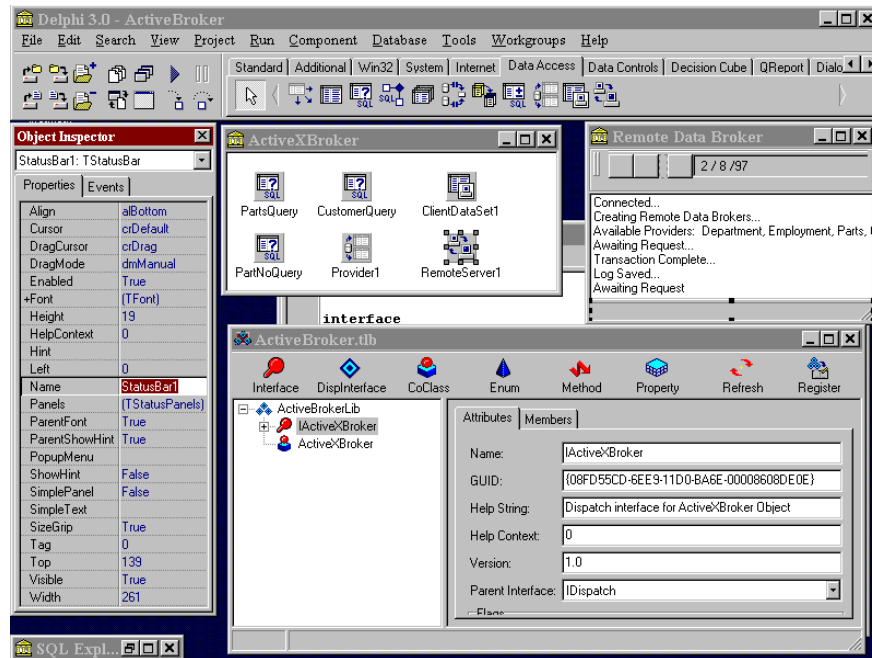 Delphi 3.0 - ActiveBroker
File Edit Search View Project Run Component Database Tools Workgroups Help
Standard Additional Win32 System Internet Data Access Data Controls Decision Cube QReport Dialo
SQL SQL
Object Inspector
StatusBar1: TStatusBar
Properties Events
Align alBottom
Cursor crDefault
DragCursor crDrag
DragMode dmManual
Enabled True
+Font (TFont)
Height 19
HelpContext 0
Hint
Left 0
Name StatusBar1
Panels (TStatusPanels)
ParentFont True
ParentShowHint True
PopupMenu
ShowHint False
SimplePanel False
SimpleText
SizeGrip True
Tag 0
Top 139
Visible True
Width 261
SQL Expl...
ActiveXBroker
SQL SQL
PartsQuery CustomerQuery ClientDataSet1
SQL
PartNoQuery Provider1 RemoteServer1
interface
Remote Data Broker
2 / 8 /97
Connected...
Creating Remote Data Brokers...
Available Providers: Department, Employment, Parts,
Awaiting Request...
Transaction Complete...
Log Saved...
Awaiting Request
ActiveBroker.tlb
Interface DispInterface CoClass Enum Method Property Refresh Register
ActiveBrokerLib
IActiveXBroker
ActiveXBroker
Attributes Members
Name: IActiveXBroker
GUID: {08FD55CD-6EE9-11D0-BA6E-00008608DE0E}
Help String: Dispatch interface for ActiveXBroker Object
Help Context: 0
Version: 1.0
Parent Interface: IDispatch
Flags